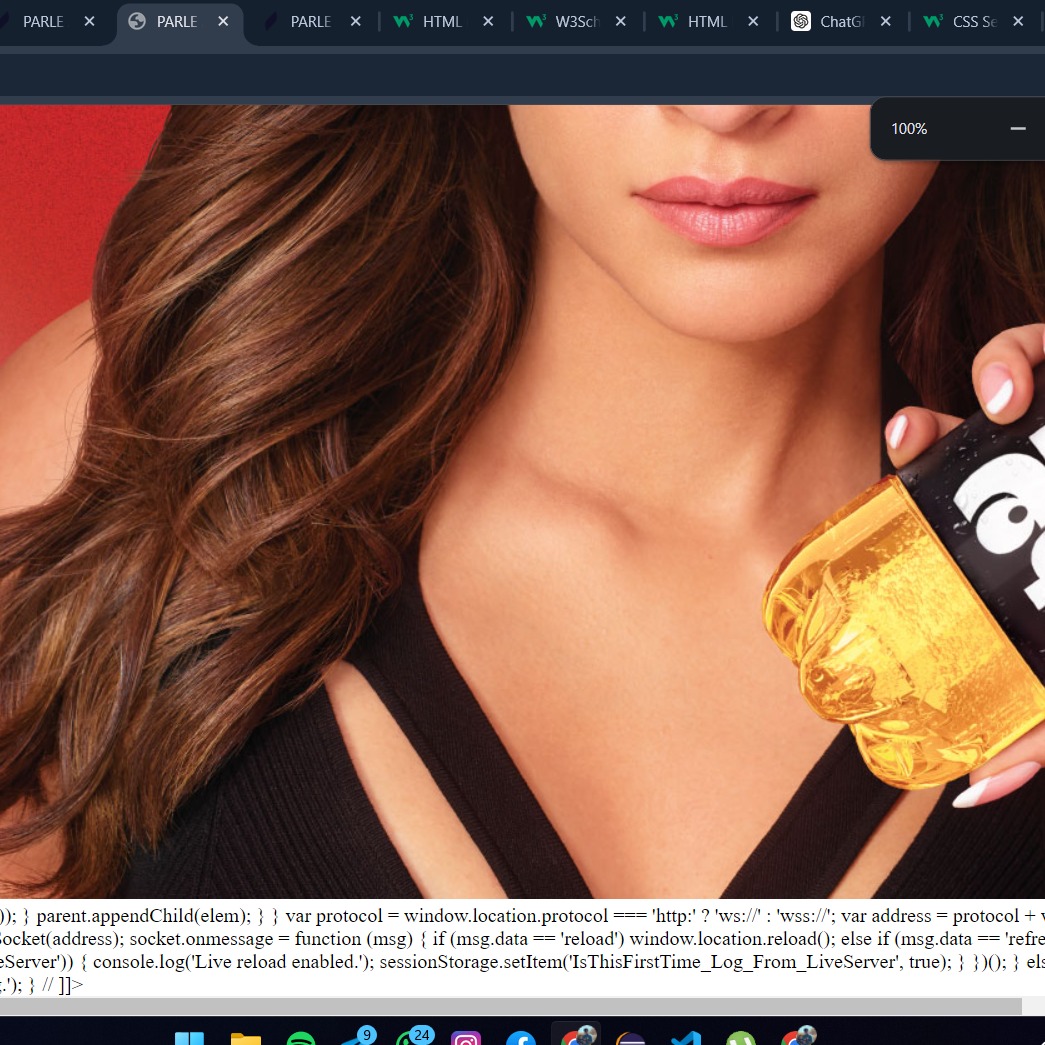 PARLE
PARLE
PARLE
HTML
W3Sch
HTML
ChatG
CSS Se
100%
)); } parent.appendChild(elem); } } var protocol = window.location.protocol === 'http:' ? 'ws://' : 'wss://'; var address = protocol +
Socket(address); socket.onmessage = function (msg) { if (msg.data == 'reload') window.location.reload(); else if (msg.data == 'refre
eServer')) { console.log('Live reload enabled.'); sessionStorage.setItem('IsThisFirstTime_Log_From_LiveServer', true); } })(); } els
.'); } // ]]>
9
24